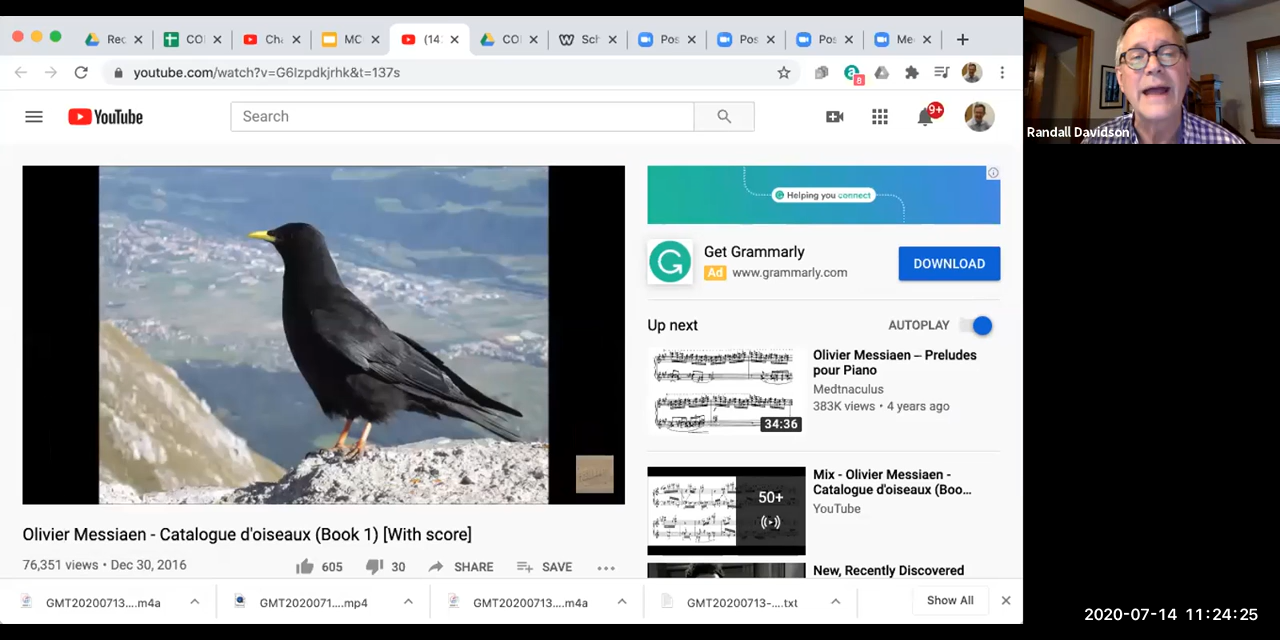 Rec
CO
Ch
MC
(14
COI
Sch
Pos
Pos
Pos
Me
youtube.com/watch?v=G6Izpdkjrhk&t=137s
8
YouTube
Search
9+
Randall Davidson
Helping you connect
Get Grammarly
Ad www.grammarly.com
DOWNLOAD
Up next
AUTOPLAY
Olivier Messiaen – Preludes
pour Piano
Medtnaculus
383K views • 4 years ago
34:36
Mix - Olivier Messiaen -
Catalogue d'oiseaux (Boo...
YouTube
50+
New, Recently Discovered
Olivier Messiaen - Catalogue d'oiseaux (Book 1) [With score]
76,351 views • Dec 30, 2016
605
30
SHARE
SAVE
GMT20200713....m4a
GMT2020071....mp4
GMT20200713....m4a
GMT20200713-....txt
Show All
2020-07-14 11:24:25